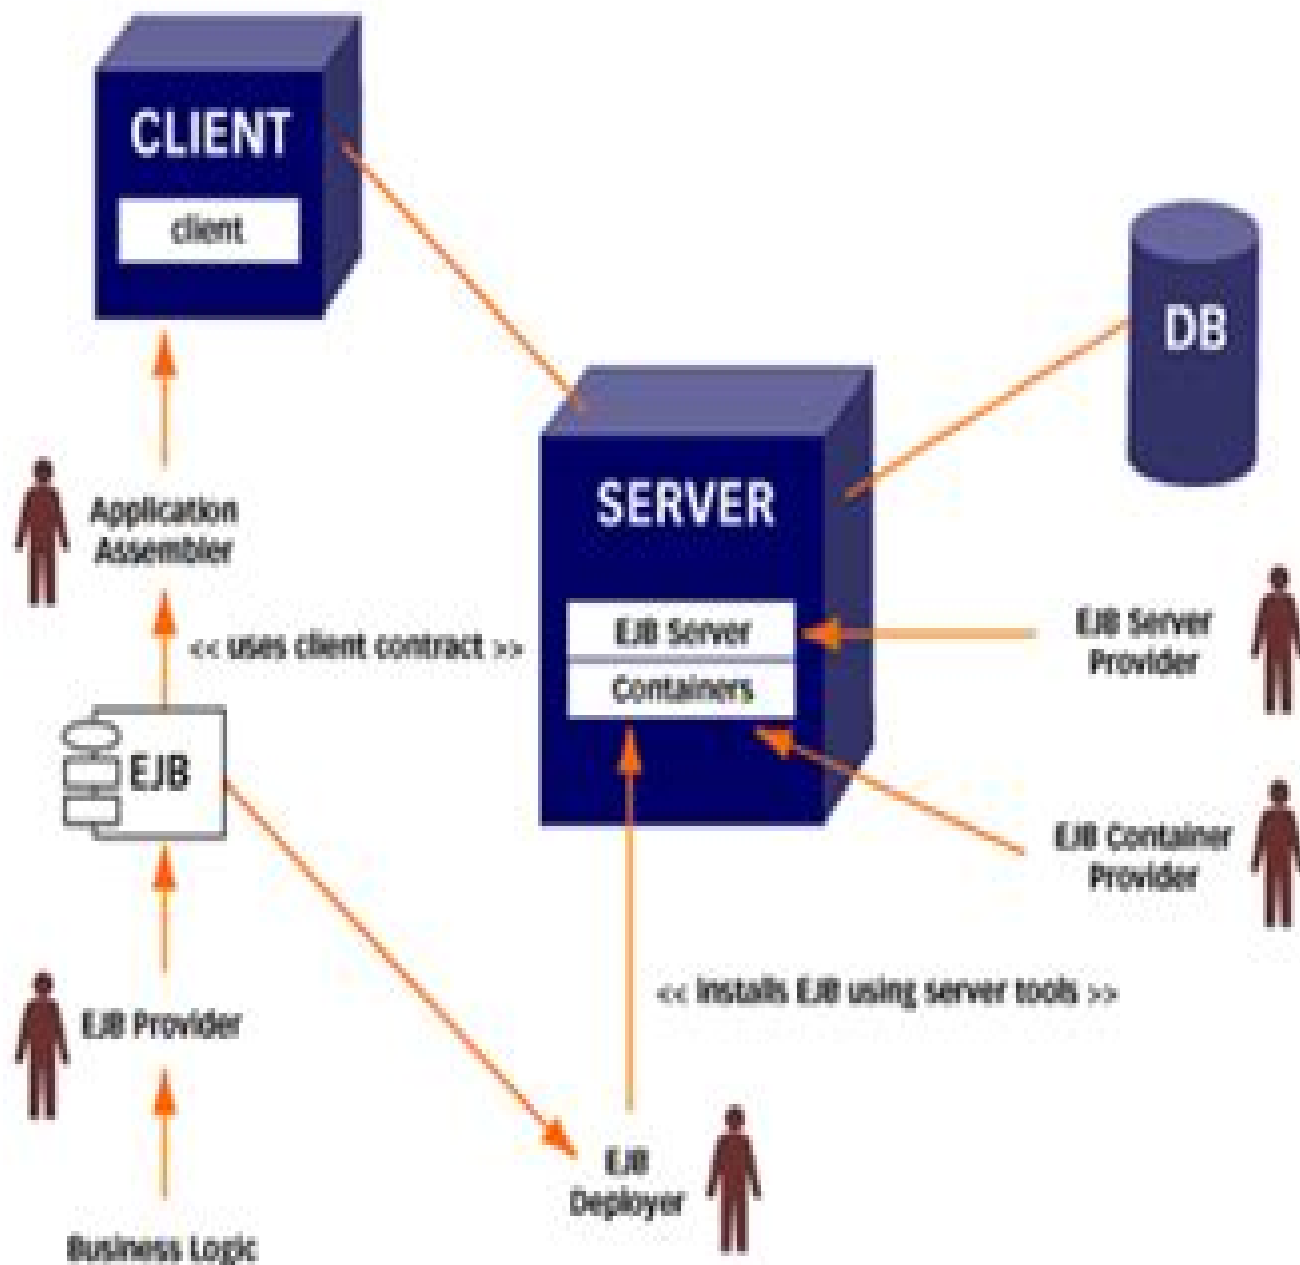 CLIENT
client
DB
SERVER
Application
Assembler
EJB Server
Containers
EJB Server
Provider
<< uses client contract >>
EJB
EJB Container
Provider
<< installs EJB using server tools >>
EJB Provider
EJB
Deployer
Business Logic